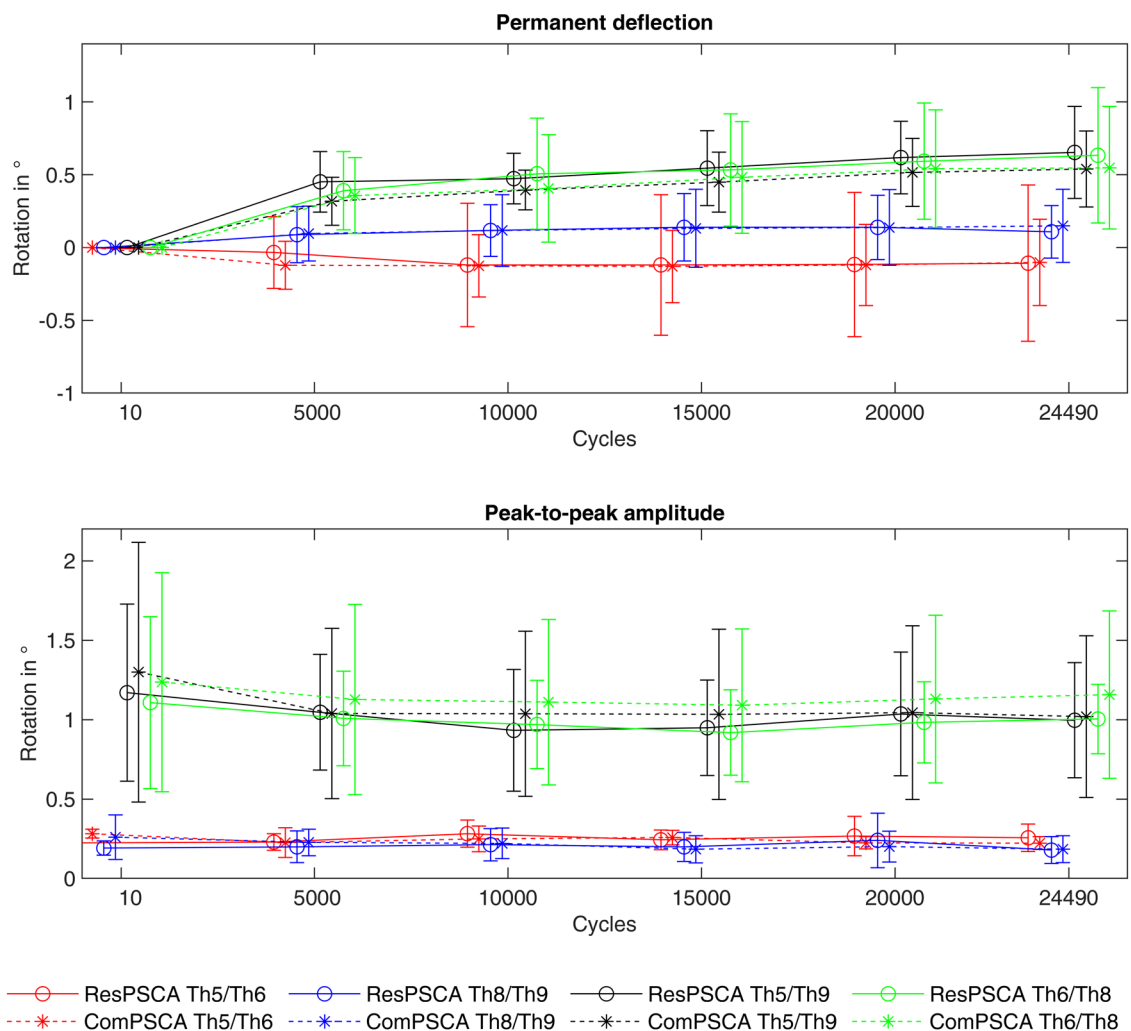 Permanent deflection
1
0.5
0
-0.5
-1
Rotation in °
10 5000 10000 15000 20000 24490
Cycles
Peak-to-peak amplitude
2
1.5
1
0.5
0
Rotation in °
10 5000 10000 15000 20000 24490
Cycles
ResPSCA Th5/Th6 ResPSCA Th8/Th9 ResPSCA Th5/Th9 ResPSCA Th6/Th8
ComPSCA Th5/Th6 ComPSCA Th8/Th9 ComPSCA Th5/Th9 ComPSCA Th6/Th8